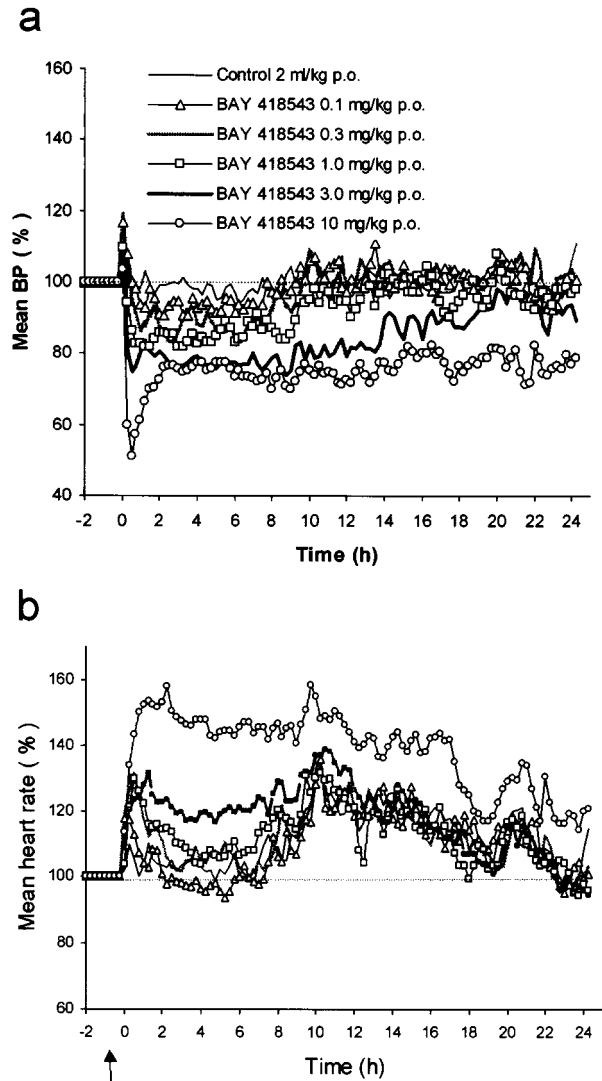 a
160
140
120
100
80
60
40
Mean BP ( % )
Control 2 ml/kg p.o.
BAY 418543 0.1 mg/kg p.o.
BAY 418543 0.3 mg/kg p.o.
BAY 418543 1.0 mg/kg p.o.
BAY 418543 3.0 mg/kg p.o.
BAY 418543 10 mg/kg p.o.
-2 0 2 4 6 8 10 12 14 16 18 20 22 24
Time (h)
b
160
140
120
100
80
60
Mean heart rate ( % )
-2 0 2 4 6 8 10 12 14 16 18 20 22 24
Time (h)